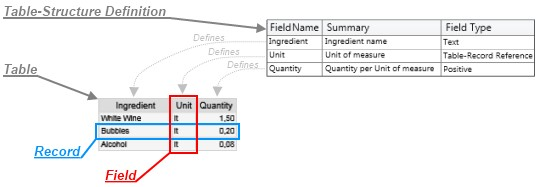 Table-Structure Definition
Field Name Summary Field Type
Ingredient Ingredient name Text
Unit Unit of measure Table-Record Reference
Quantity Quantity per Unit of measure Positive
Defines
Defines
Defines
Table
Ingredient Unit Quantity
White Wine lt 1,50
Bubbles lt 0,20
Alcohol lt 0,08
Record
Field